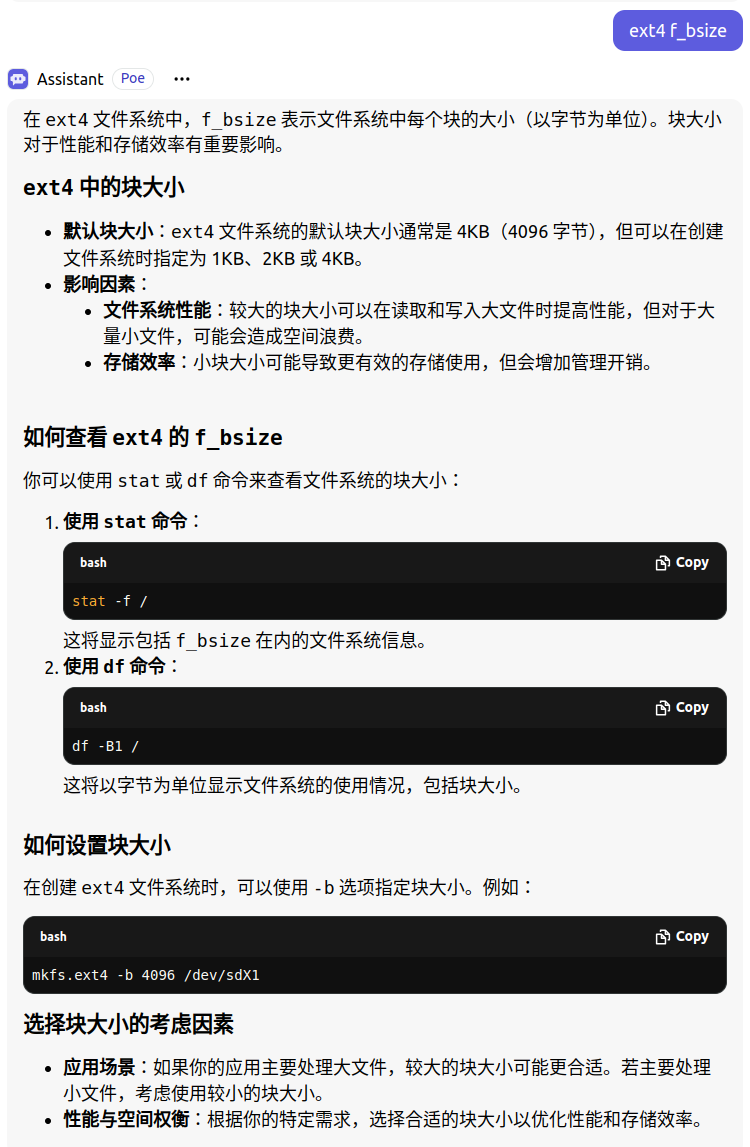 ext4 f_bsize
Assistant Poe
在 ext4 文件系统中，f_bsize 表示文件系统中每个块的大小（以字节为单位）。块大小
对于性能和存储效率有重要影响。
ext4 中的块大小
默认块大小：ext4 文件系统的默认块大小通常是 4KB（4096 字节），但可以在创建
文件系统时指定为 1KB、2KB 或 4KB。
影响因素：
文件系统性能：较大的块大小可以在读取和写入大文件时提高性能，但对于大
量小文件，可能会造成空间浪费。
存储效率：小块大小可能导致更有效的存储使用，但会增加管理开销。
如何查看 ext4 的 f_bsize
你可以使用 stat 或 df 命令来查看文件系统的块大小：
1. 使用 stat 命令：
bash Copy
stat -f /
这将显示包括 f_bsize 在内的文件系统信息。
2. 使用 df 命令：
bash Copy
df -B1 /
这将以字节为单位显示文件系统的使用情况，包括块大小。
如何设置块大小
在创建 ext4 文件系统时，可以使用 -b 选项指定块大小。例如：
bash Copy
mkfs.ext4 -b 4096 /dev/sdX1
选择块大小的考虑因素
应用场景：如果你的应用主要处理大文件，较大的块大小可能更合适。若主要处理
小文件，考虑使用较小的块大小。
性能与空间权衡：根据你的特定需求，选择合适的块大小以优化性能和存储效率。